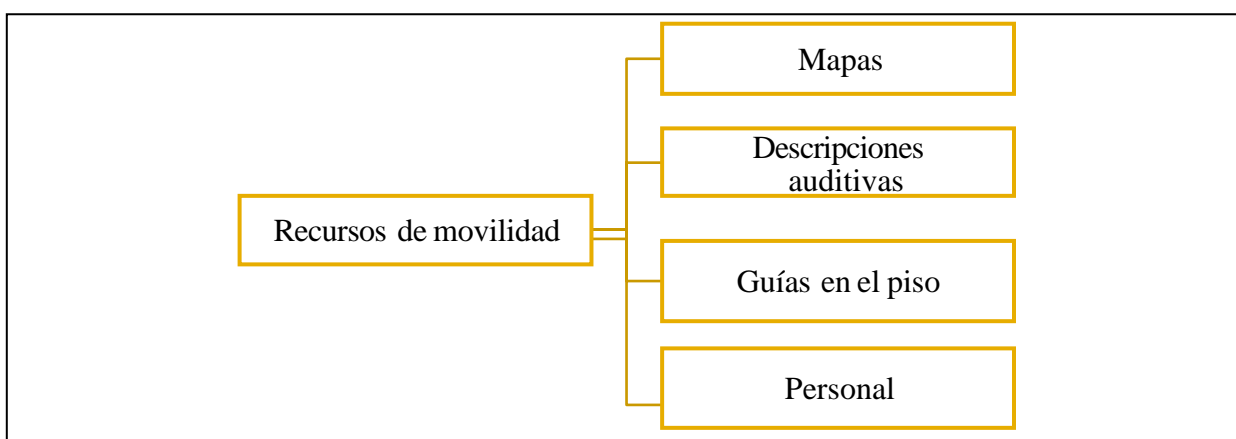 Mapas
Descripciones
auditivas
Recursos de movilidad
Guías en el piso
Personal